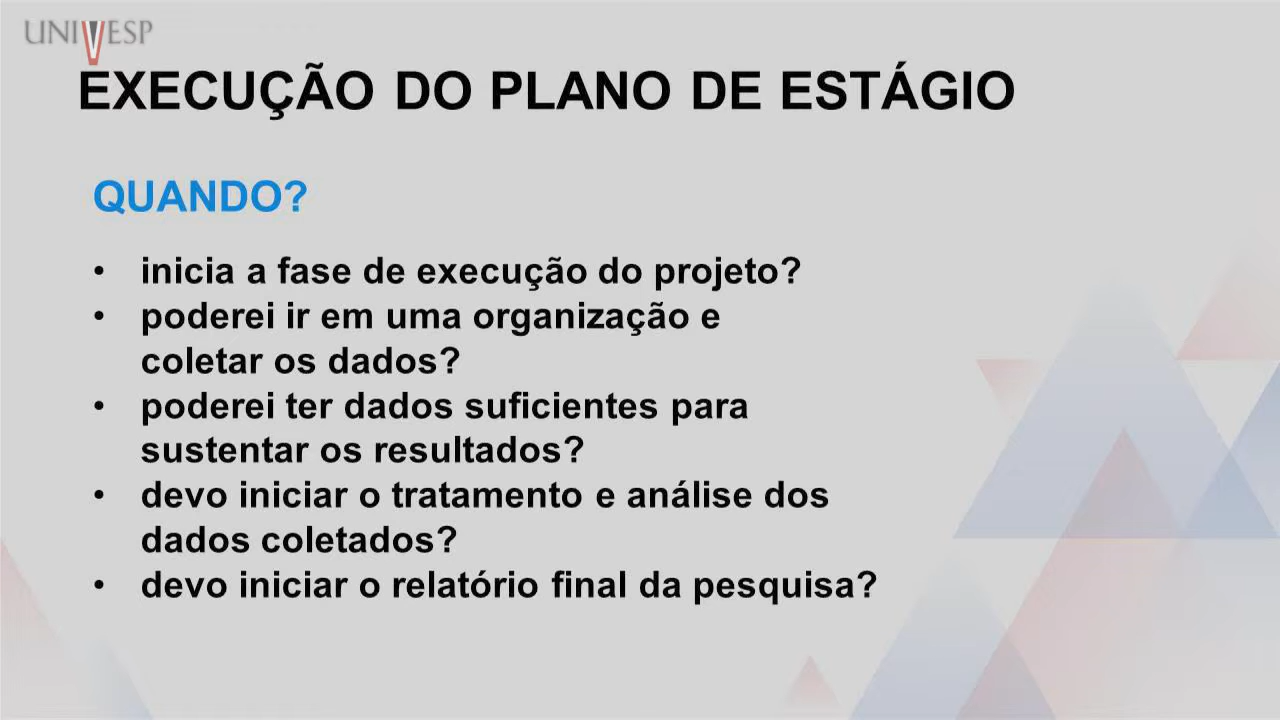 UNIVESP
EXECUÇÃO DO PLANO DE ESTÁGIO
QUANDO?
• inicia a fase de execução do projeto?
• poderei ir em uma organização e
coletar os dados?
• poderei ter dados suficientes para
sustentar os resultados?
• devo iniciar o tratamento e análise dos
dados coletados?
• devo iniciar o relatório final da pesquisa?